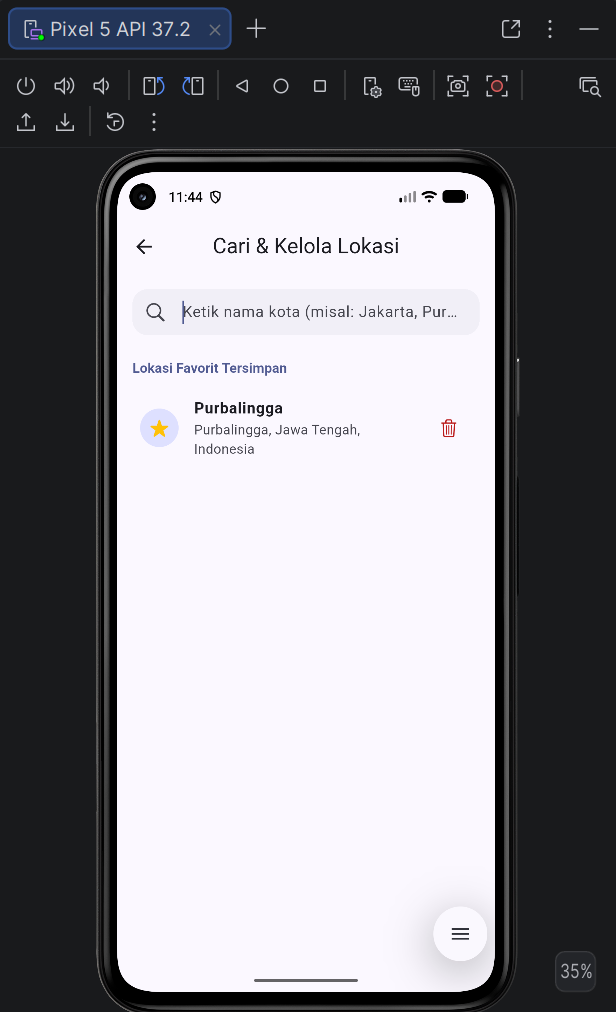 Pixel 5 API 37.2
11:44
Cari & Kelola Lokasi
Ketik nama kota (misal: Jakarta, Pur...
Lokasi Favorit Tersimpan
Purbalingga
Purbalingga, Jawa Tengah,
Indonesia
35%